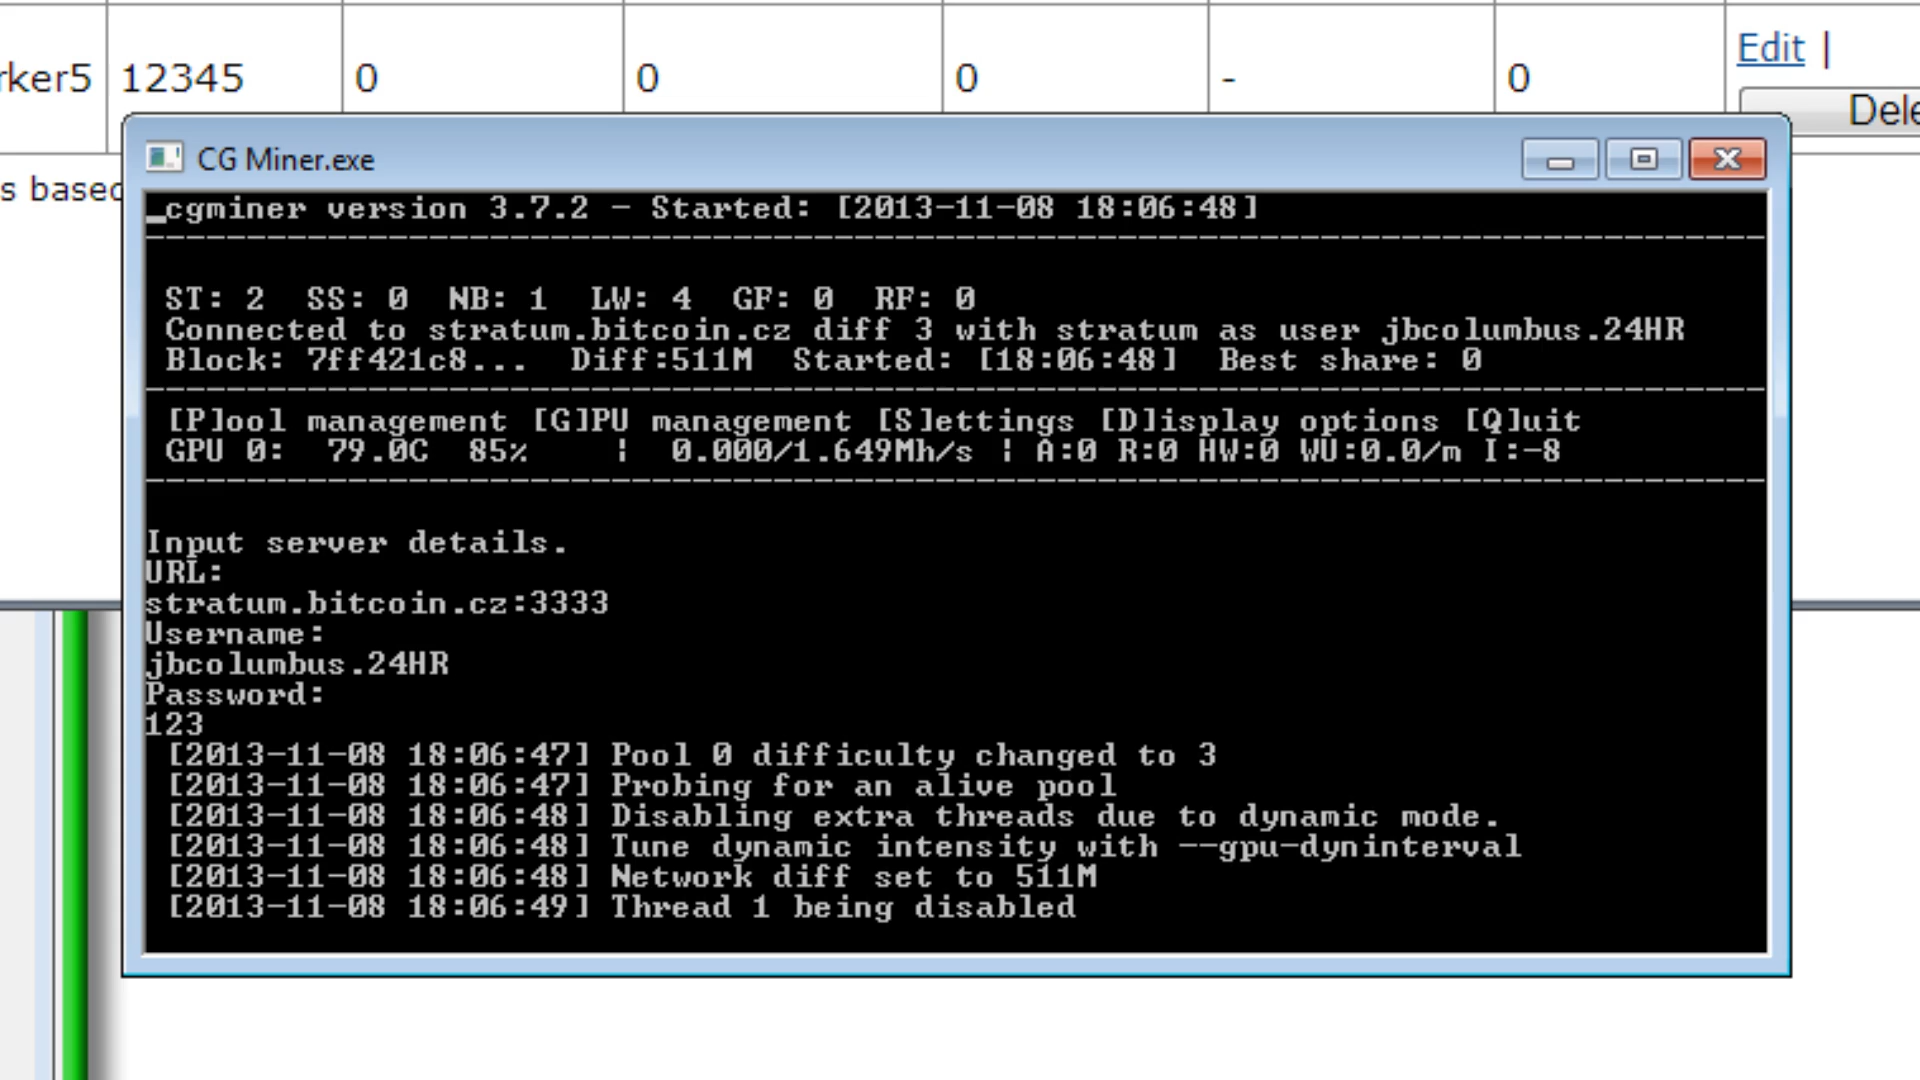 Edit |
rker5 12345 0 0 0 - 0
Dele
CG Miner.exe
s based
cgminer version 3.7.2 - Started: [2013-11-08 18:06:48]
ST: 2 SS: 0 NB: 1 LW: 4 GF: 0 RF: 0
Connected to stratum.bitcoin.cz diff 3 with stratum as user jbcolumbus.24HR
Block: 7ff421c8... Diff:511M Started: [18:06:48] Best share: 0
[P]ool management [G]PU management [S]ettings [D]isplay options [Q]uit
GPU 0: 79.0C 85% | 0.000/1.649Mh/s | A:0 R:0 HW:0 WU:0.0/m I:-8
Input server details.
URL:
stratum.bitcoin.cz:3333
Username:
jbcolumbus.24HR
Password:
123
[2013-11-08 18:06:47] Pool 0 difficulty changed to 3
[2013-11-08 18:06:47] Probing for an alive pool
[2013-11-08 18:06:48] Disabling extra threads due to dynamic mode.
[2013-11-08 18:06:48] Tune dynamic intensity with --gpu-dyninterval
[2013-11-08 18:06:48] Network diff set to 511M
[2013-11-08 18:06:49] Thread 1 being disabled